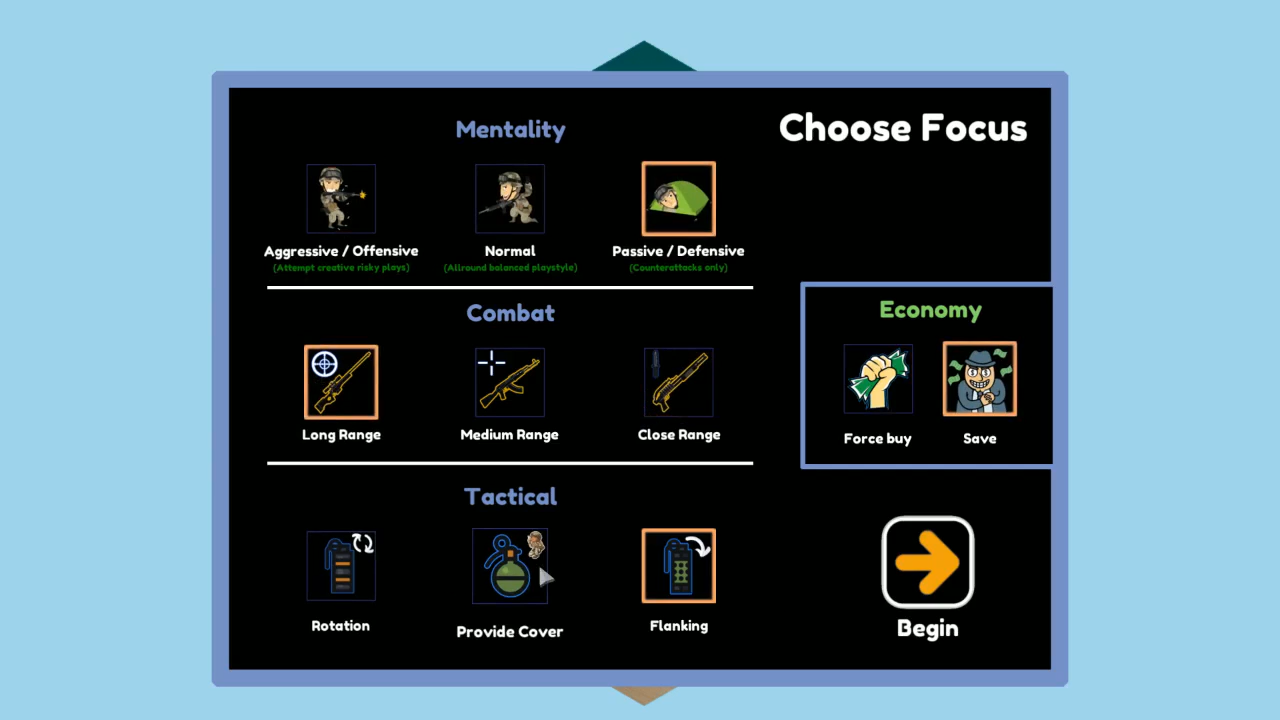 Choose Focus
Mentality
Aggressive / Offensive
(Attempt creative risky plays)
Normal
(Allround balanced playstyle)
Passive / Defensive
(Counterattacks only)
Combat
Long Range
Medium Range
Close Range
Economy
Force buy
Save
Tactical
Rotation
Provide Cover
Flanking
Begin